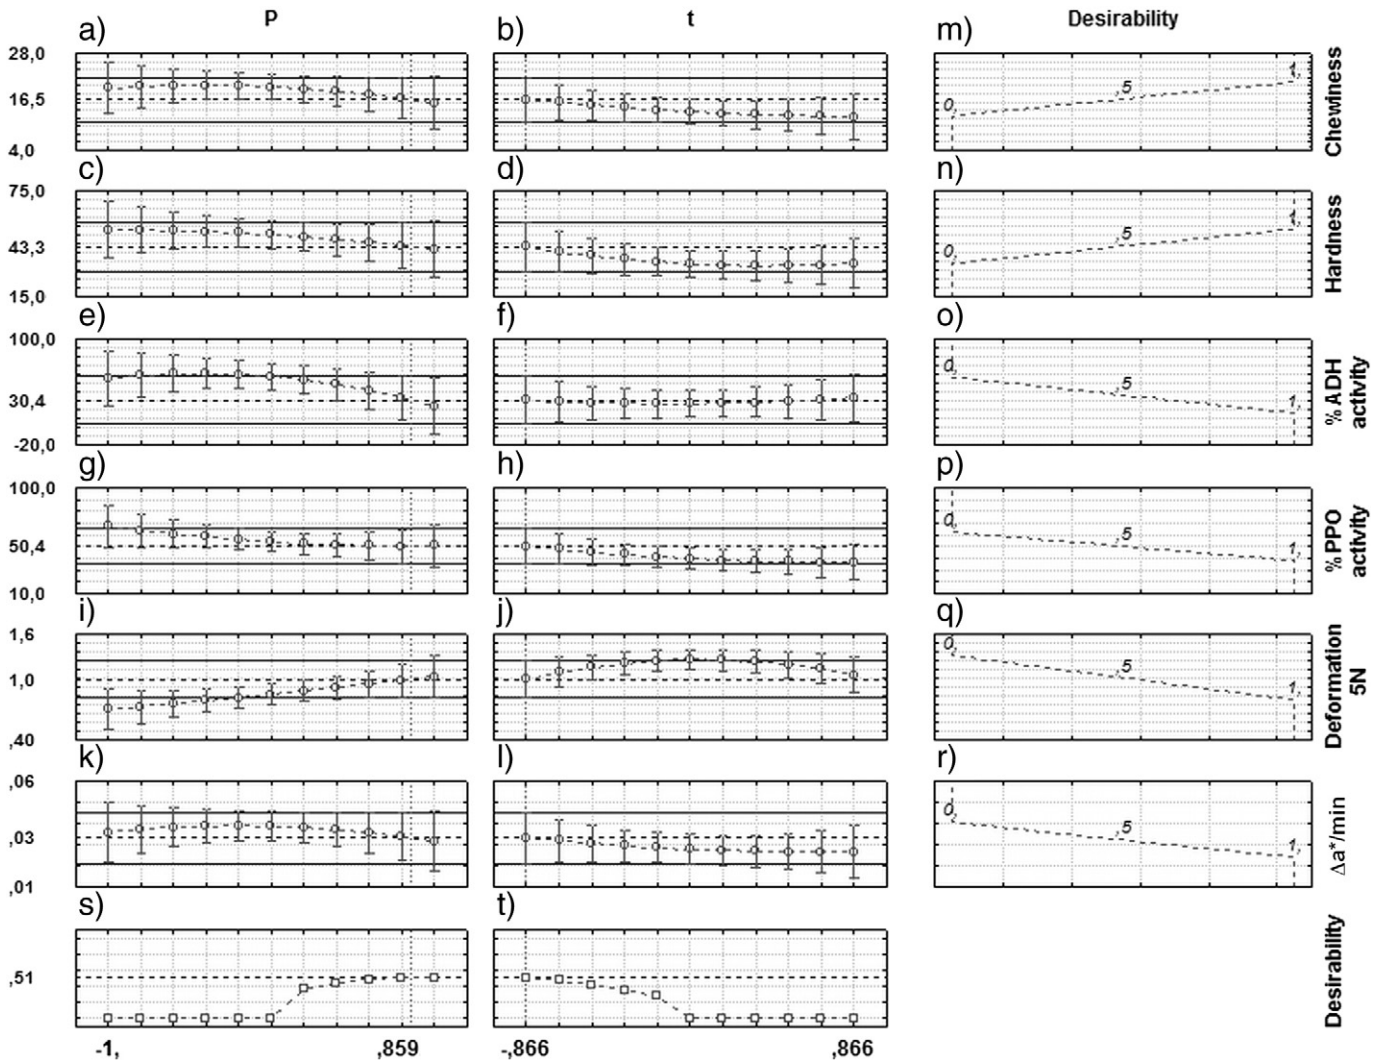 P t Desirability
a) b) m)
28,0
16,5
4,0
0, ,5 1,
Chewiness
c) d) n)
75,0
43,3
15,0
0, ,5 1,
Hardness
e) f) o)
100,0
30,4
-20,0
0, ,5 1,
% ADH
activity
g) h) p)
100,0
50,4
10,0
0, ,5 1,
% PPO
activity
i) j) q)
1,6
1,0
,40
0, ,5 1,
Deformation
5N
k) l) r)
,06
,03
,01
0, ,5 1,
Δa*/min
s) t)
,51
Desirability
-1, ,859 -,866 ,866